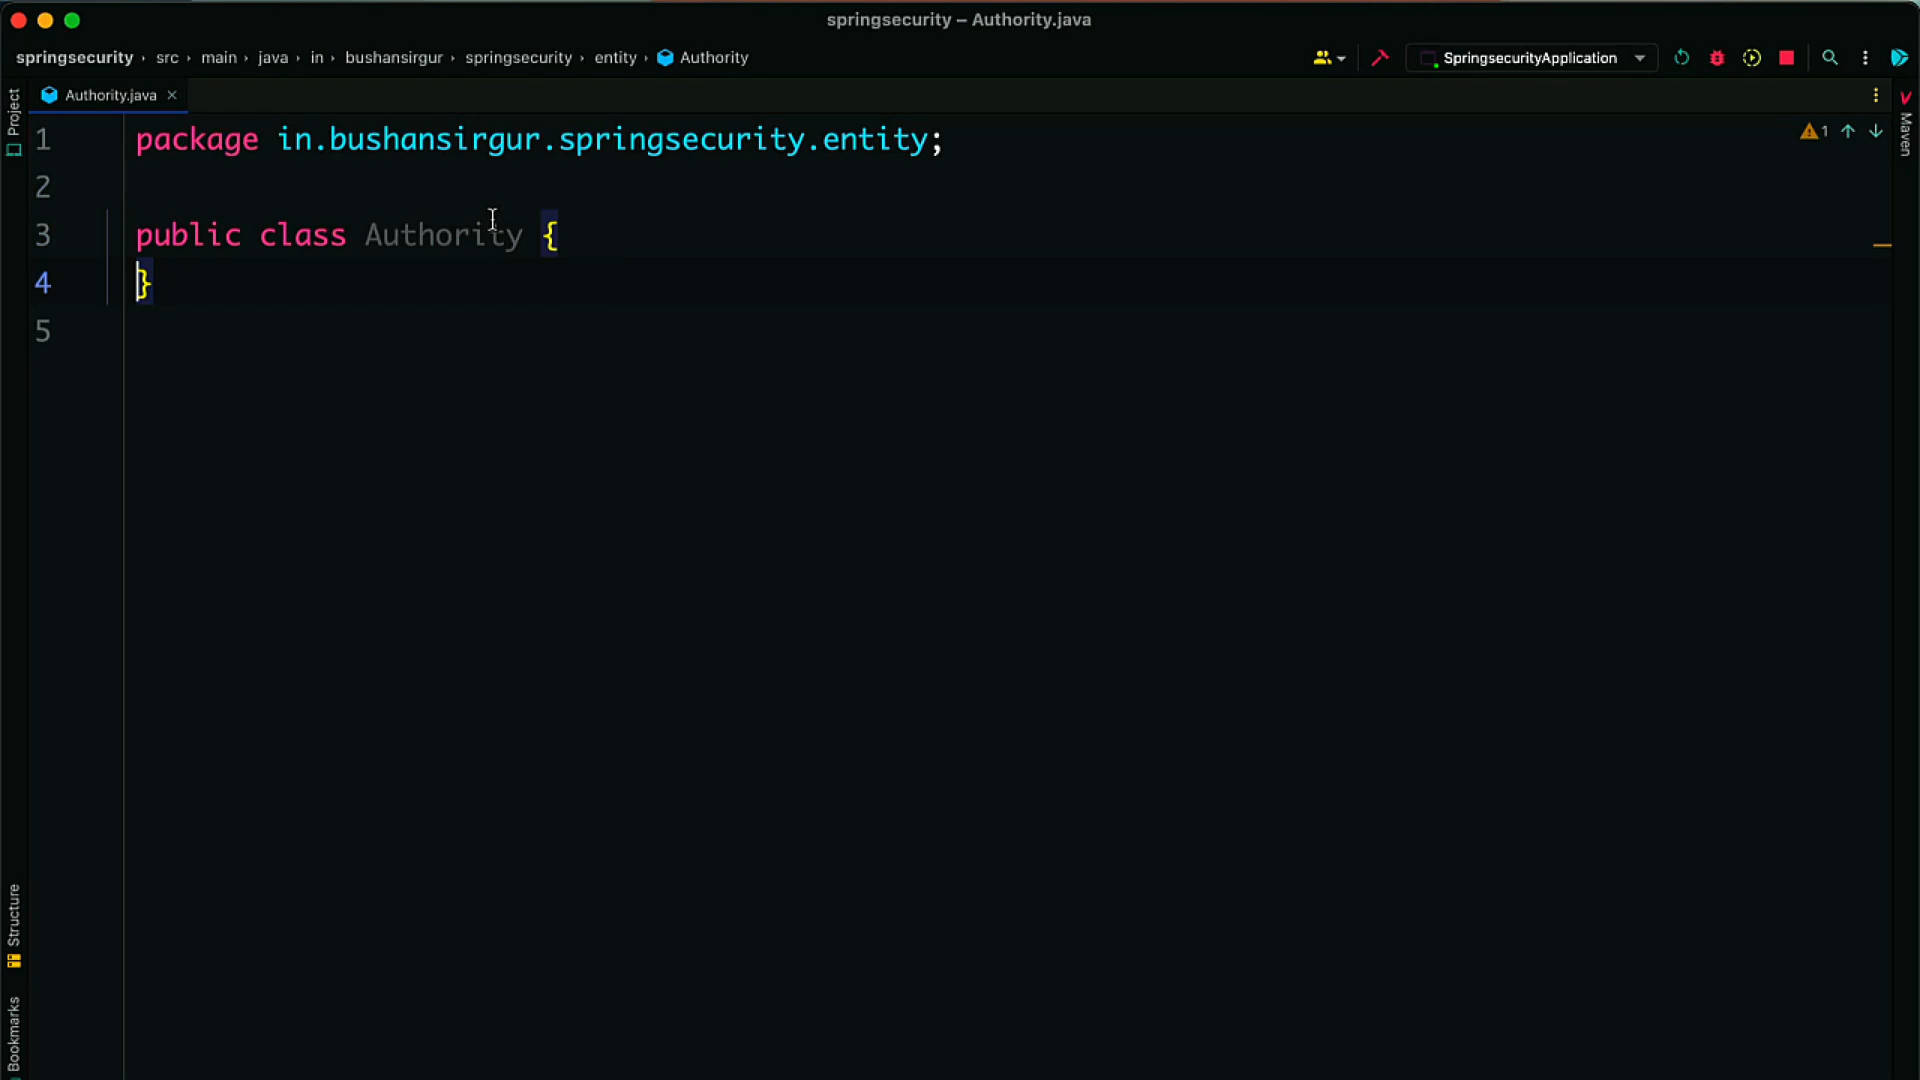 springsecurity – Authority.java
springsecurity › src › main › java › in › bushansirgur › springsecurity › entity › Authority
SpringsecurityApplication
Project
Authority.java ×
Maven
1 package in.bushansirgur.springsecurity.entity;
1
2
3 public class Authority {
4 }
5
Structure
Bookmarks